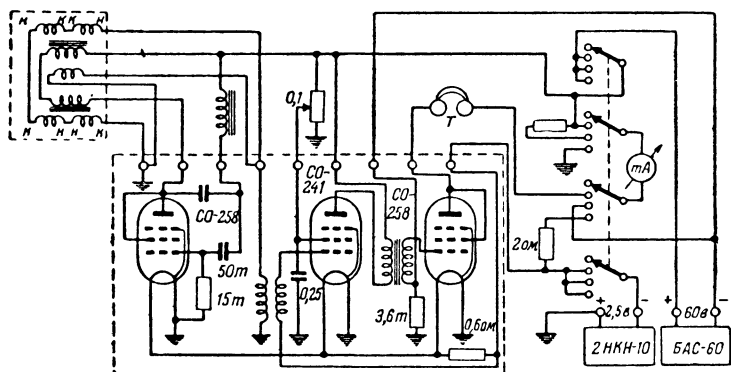 н к к н
н н н к
0,1
Т
СО-241
СО-258
СО-258
50т
15т
0,25
3,6т
0,6ом
2ом
mA
+ 2,5в -
+ 60в -
2НКН-10
БАС-60